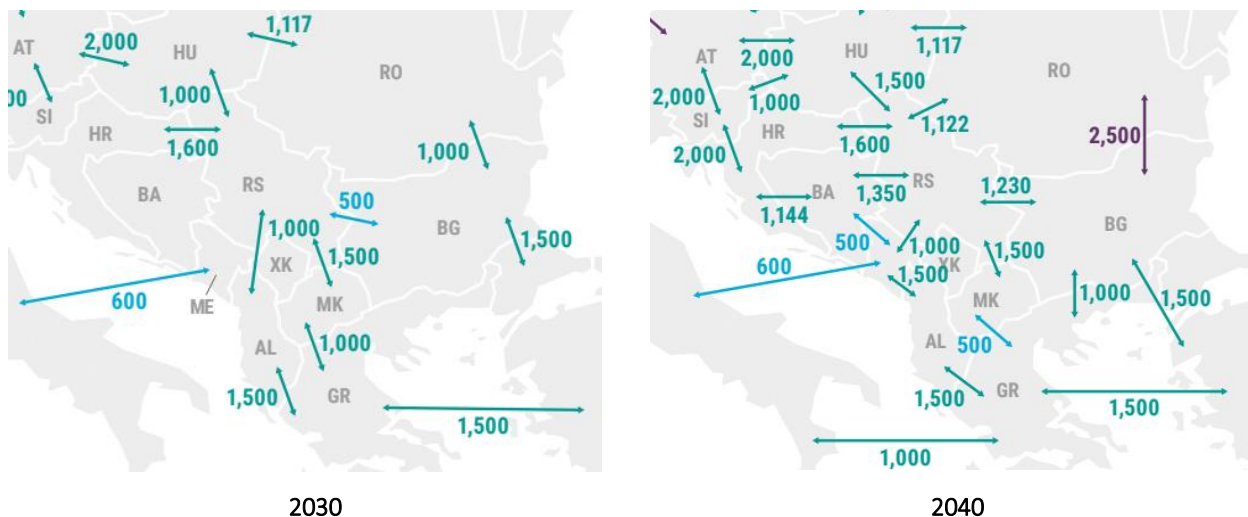 1,117
AT
2,000
HU
RO
1,000
00
SI
HR
1,600
1,000
BA
RS
500
1,000
BG
1,500
1,500
XK
600
ME
MK
1,000
AL
1,500
GR
1,500
2030
AT
2,000
HU
1,117
RO
1,500
2,000
1,000
SI
HR
1,122
1,600
2,500
2,000
BA
1,350
RS
1,230
1,144
BG
500
1,000
1,500
600
XK
1,500
MK
1,000
1,500
AL
500
1,500
GR
1,500
1,000
2040